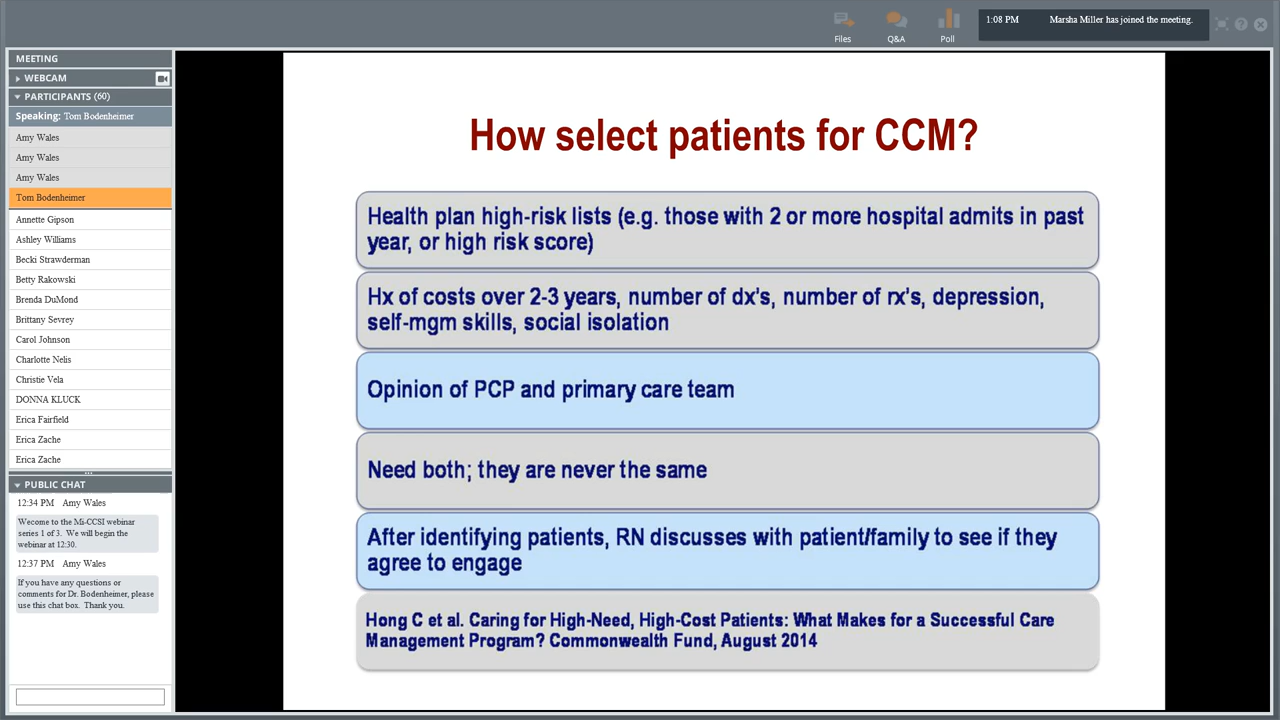 Files
Q&A
Poll
1:08 PM Marsha Miller has joined the meeting.
MEETING
WEBCAM
PARTICIPANTS (60)
Speaking: Tom Bodenheimer
Amy Wales
Amy Wales
Amy Wales
Tom Bodenheimer
Annette Gipson
Ashley Williams
Becki Strawderman
Betty Rakowski
Brenda DuMond
Brittany Sevrey
Carol Johnson
Charlotte Nelis
Christie Vela
DONNA KLUCK
Erica Fairfield
Erica Zache
Erica Zache
PUBLIC CHAT
12:34 PM Amy Wales
Wecome to the Mi-CCSI webinar
series 1 of 3. We will begin the
webinar at 12:30.
12:37 PM Amy Wales
If you have any questions or
comments for Dr. Bodenheimer, please
use this chat box. Thank you.
How select patients for CCM?
Health plan high-risk lists (e.g. those with 2 or more hospital admits in past
year, or high risk score)
Hx of costs over 2-3 years, number of dx's, number of rx's, depression,
self-mgm skills, social isolation
Opinion of PCP and primary care team
Need both; they are never the same
After identifying patients, RN discusses with patient/family to see if they
agree to engage
Hong C et al. Caring for High-Need, High-Cost Patients: What Makes for a Successful Care
Management Program? Commonwealth Fund, August 2014